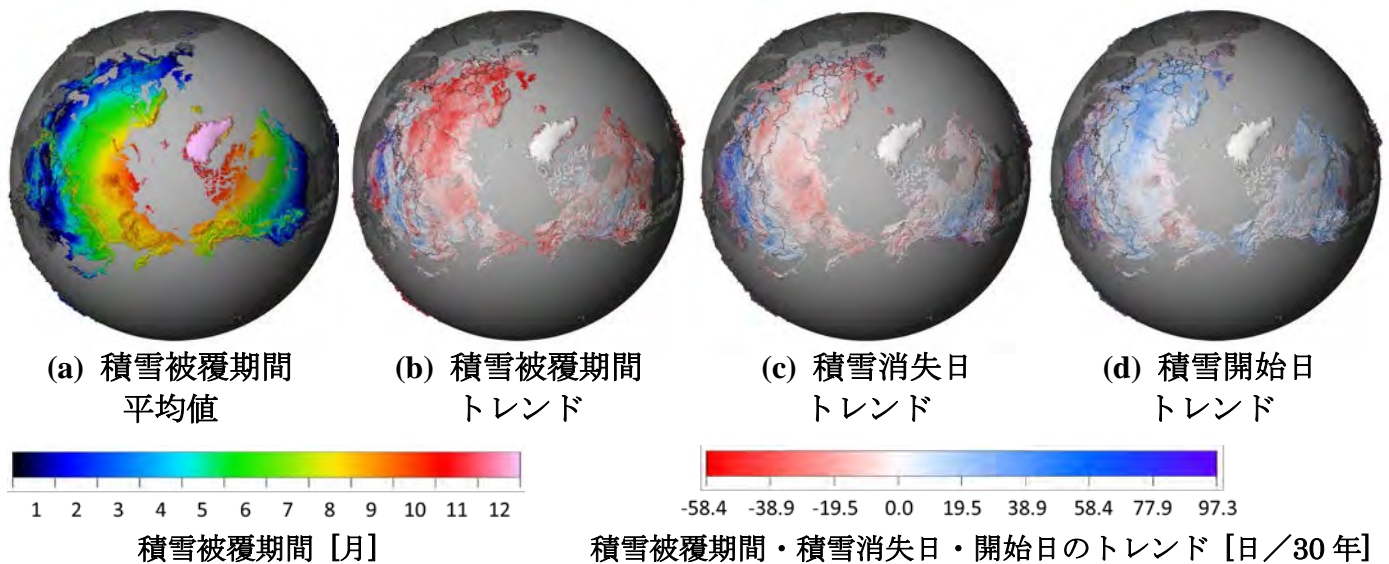 (a) 積雪被覆期間
平均値
(b) 積雪被覆期間
トレンド
(c) 積雪消失日
トレンド
(d) 積雪開始日
トレンド
1 2 3 4 5 6 7 8 9 10 11 12
積雪被覆期間 [月]
-58.4 -38.9 -19.5 0.0 19.5 38.9 58.4 77.9 97.3
積雪被覆期間・積雪消失日・開始日のトレンド [日／30 年]